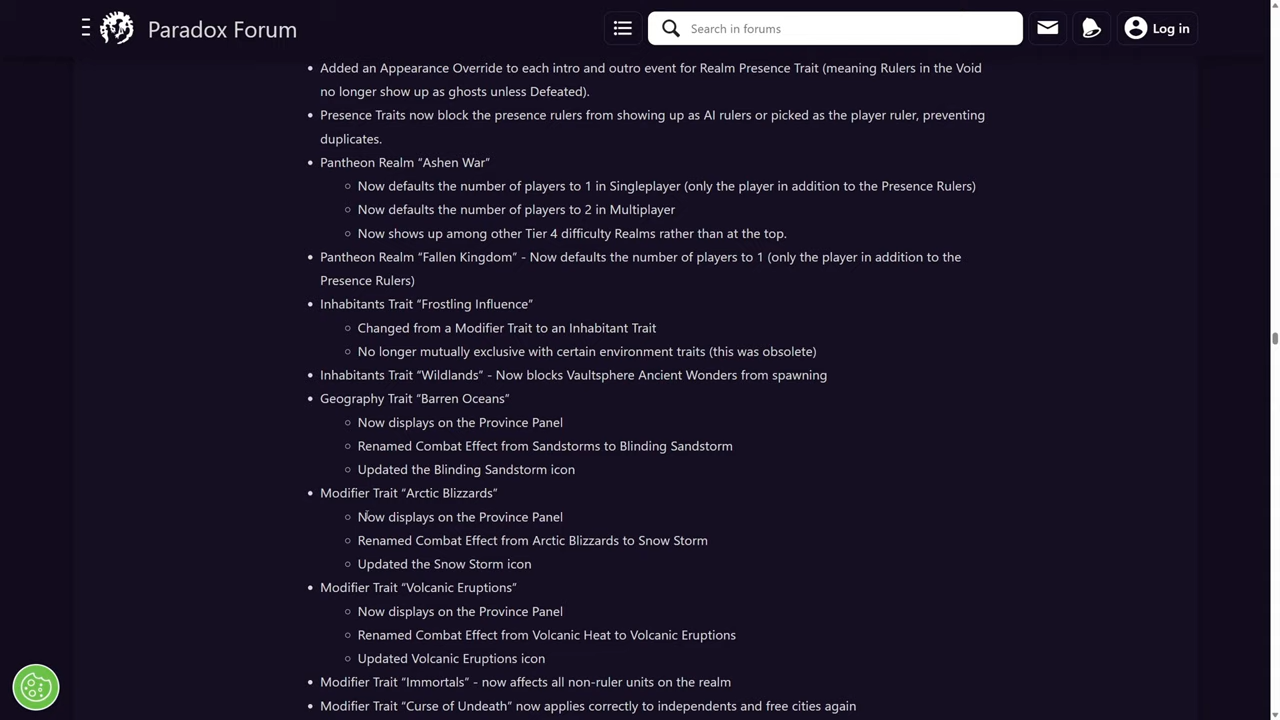 Paradox Forum
Search in forums
Log in
Added an Appearance Override to each intro and outro event for Realm Presence Trait (meaning Rulers in the Void
no longer show up as ghosts unless Defeated).
Presence Traits now block the presence rulers from showing up as AI rulers or picked as the player ruler, preventing
duplicates.
Pantheon Realm “Ashen War”
Now defaults the number of players to 1 in Singleplayer (only the player in addition to the Presence Rulers)
Now defaults the number of players to 2 in Multiplayer
Now shows up among other Tier 4 difficulty Realms rather than at the top.
Pantheon Realm “Fallen Kingdom” - Now defaults the number of players to 1 (only the player in addition to the
Presence Rulers)
Inhabitants Trait “Frostling Influence”
Changed from a Modifier Trait to an Inhabitant Trait
No longer mutually exclusive with certain environment traits (this was obsolete)
Inhabitants Trait “Wildlands” - Now blocks Vaultsphere Ancient Wonders from spawning
Geography Trait “Barren Oceans”
Now displays on the Province Panel
Renamed Combat Effect from Sandstorms to Blinding Sandstorm
Updated the Blinding Sandstorm icon
Modifier Trait “Arctic Blizzards”
Now displays on the Province Panel
Renamed Combat Effect from Arctic Blizzards to Snow Storm
Updated the Snow Storm icon
Modifier Trait “Volcanic Eruptions”
Now displays on the Province Panel
Renamed Combat Effect from Volcanic Heat to Volcanic Eruptions
Updated Volcanic Eruptions icon
Modifier Trait “Immortals” - now affects all non-ruler units on the realm
Modifier Trait “Curse of Undeath” now applies correctly to independents and free cities again